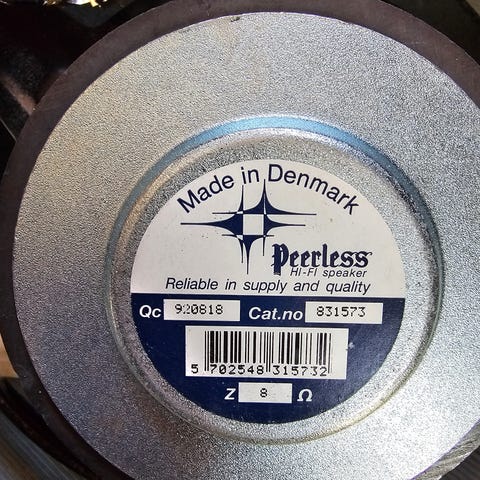 Made in Denmark
Peerless
HI-FI speaker
Reliable in supply and quality
Qc 920818 Cat.no 831573
5 702548 315732
Z 8 Ω